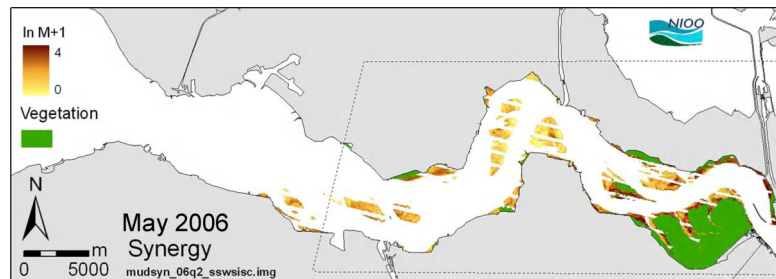 ln M+1
4
0
Vegetation
N
m
0 5000
May 2006
Synergy
mudsyn_06q2_sswsisc.img
NIOO